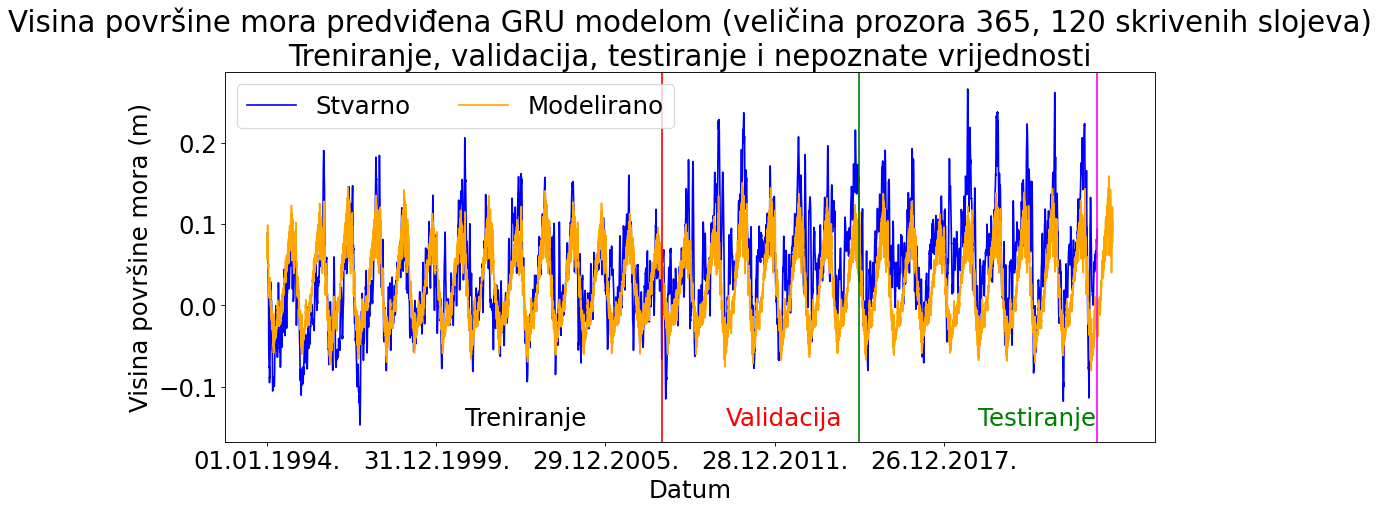 Visina površine mora predviđena GRU modelom (veličina prozora 365, 120 skrivenih slojeva)
Treniranje, validacija, testiranje i nepoznate vrijednosti
Stvarno Modelirano
Visina površine mora (m)
0.2
0.1
0.0
−0.1
Treniranje Validacija Testiranje
01.01.1994. 31.12.1999. 29.12.2005. 28.12.2011. 26.12.2017.
Datum